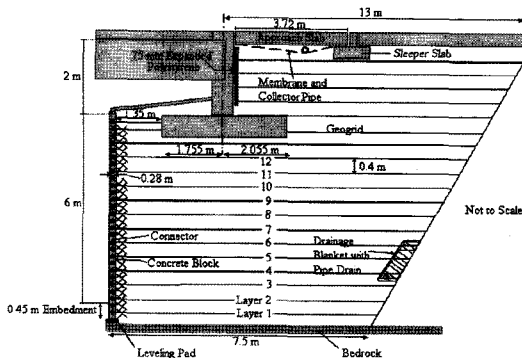 13 m
3.72 m
Approach Slab
Sleeper Slab
2 m
Membrane and
Collector Pipe
1.35 m
Geogrid
1.755 m
2.055 m
12
0.4 m
11
0.28 m
10
9
Not to Scale
8
6 m
7
Connector
6
Drainage
Blanket with
Pipe Drain
5
Concrete Block
4
3
Layer 2
0.45 m Embedment
Layer 1
7.5 m
Leveling Pad
Bedrock